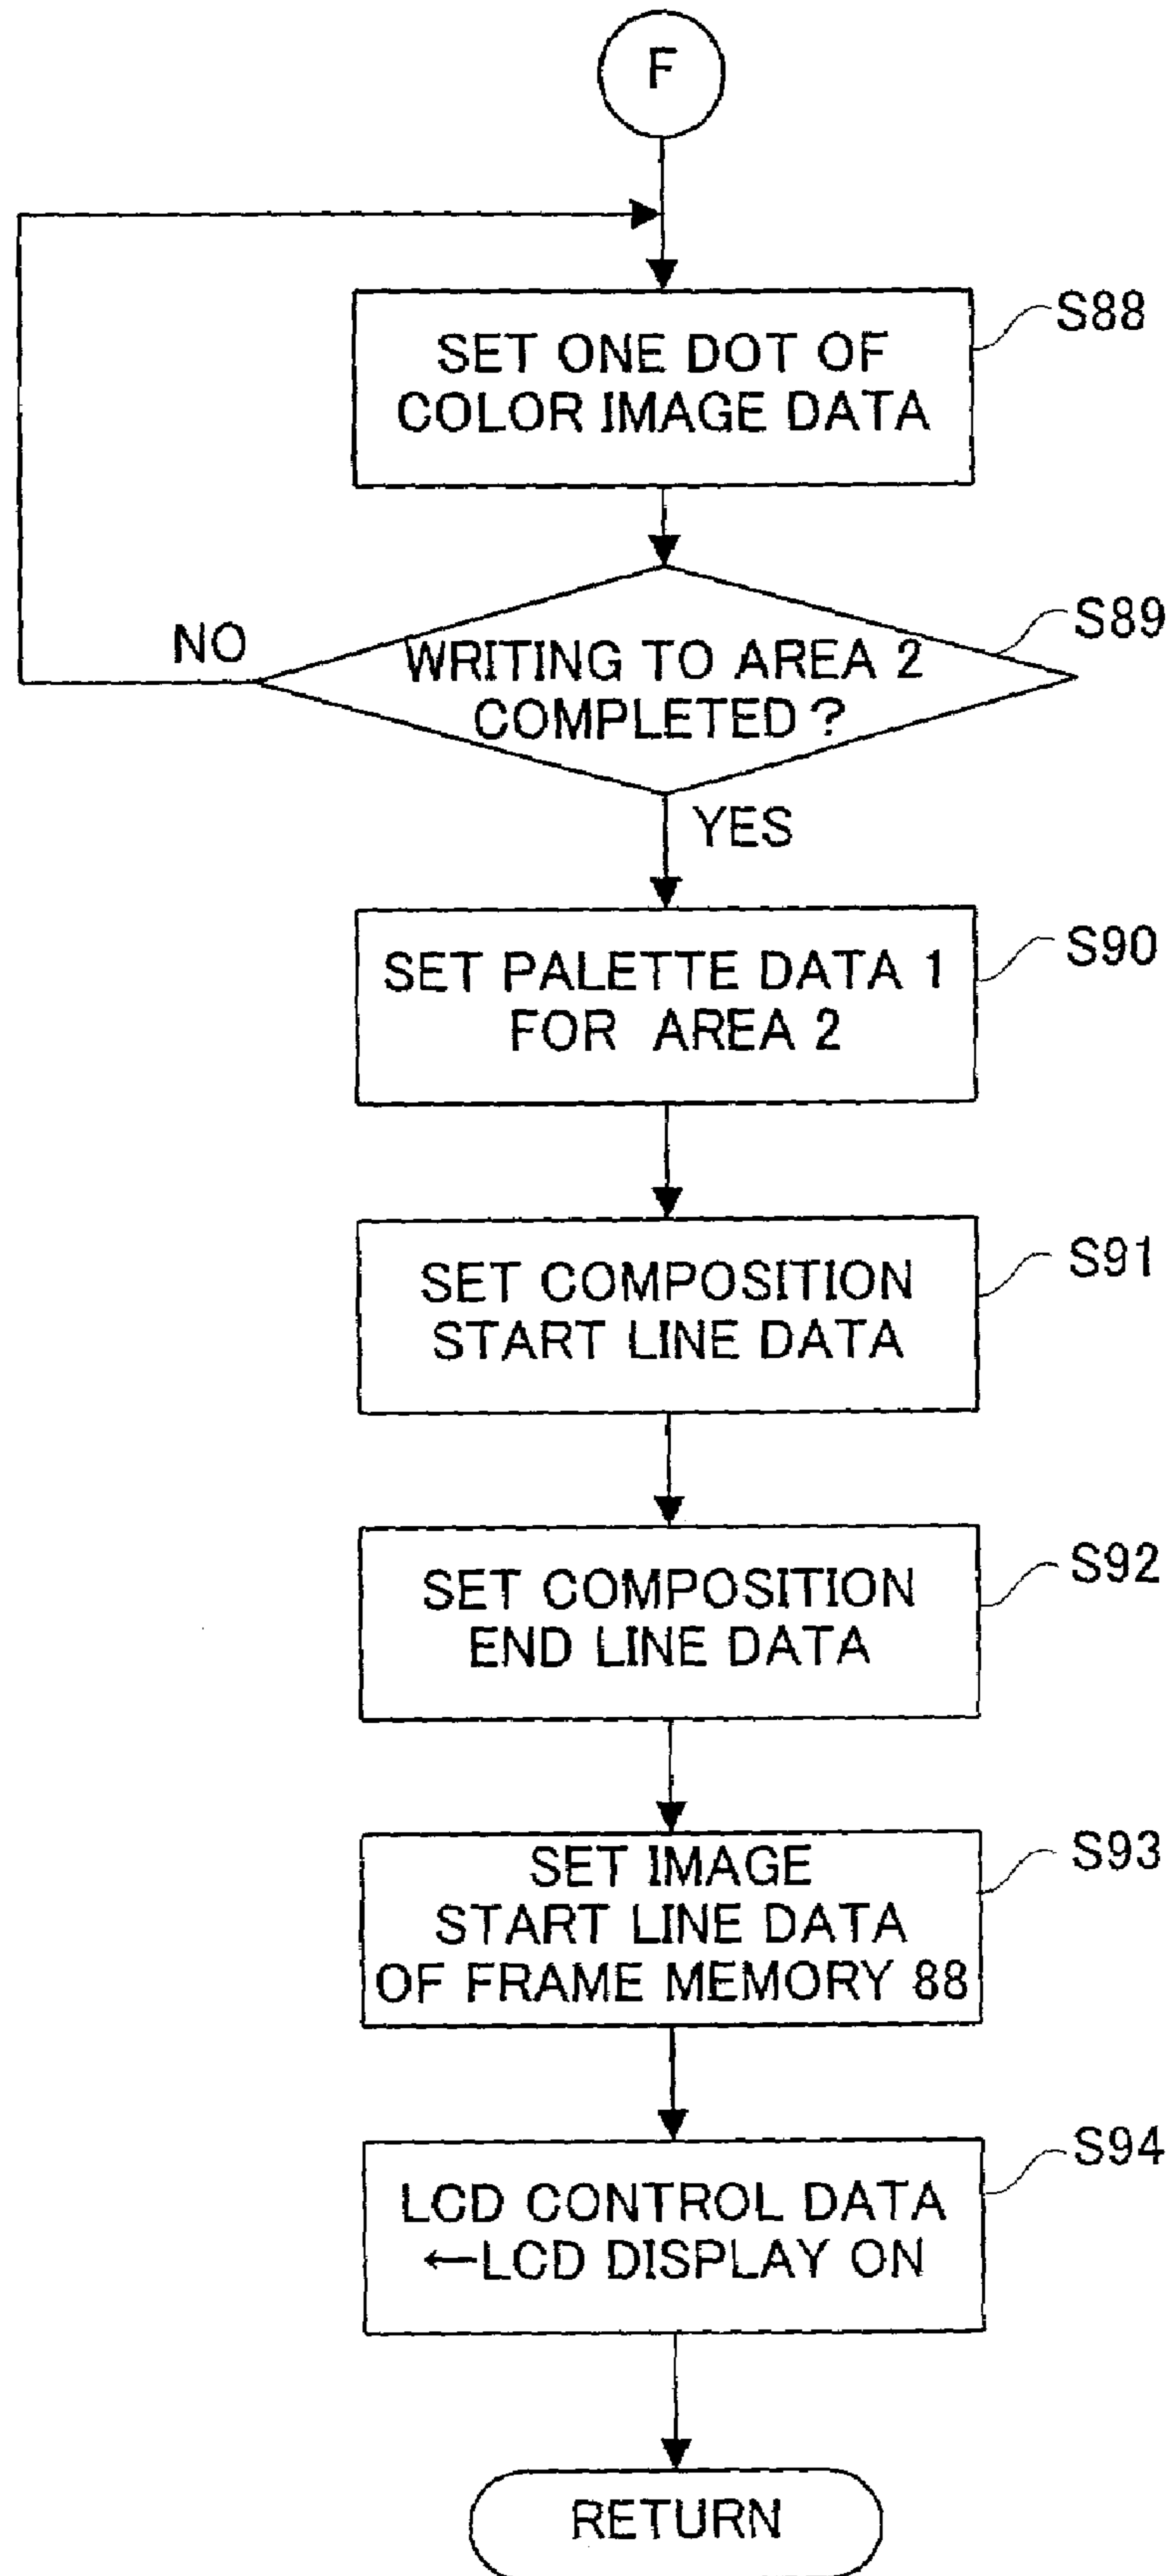 F
SET ONE DOT OF
COLOR IMAGE DATA
S88
NO
WRITING TO AREA 2
COMPLETED?
S89
YES
SET PALETTE DATA 1
FOR AREA 2
S90
SET COMPOSITION
START LINE DATA
S91
SET COMPOSITION
END LINE DATA
S92
SET IMAGE
START LINE DATA
OF FRAME MEMORY 88
S93
LCD CONTROL DATA
←LCD DISPLAY ON
S94
RETURN